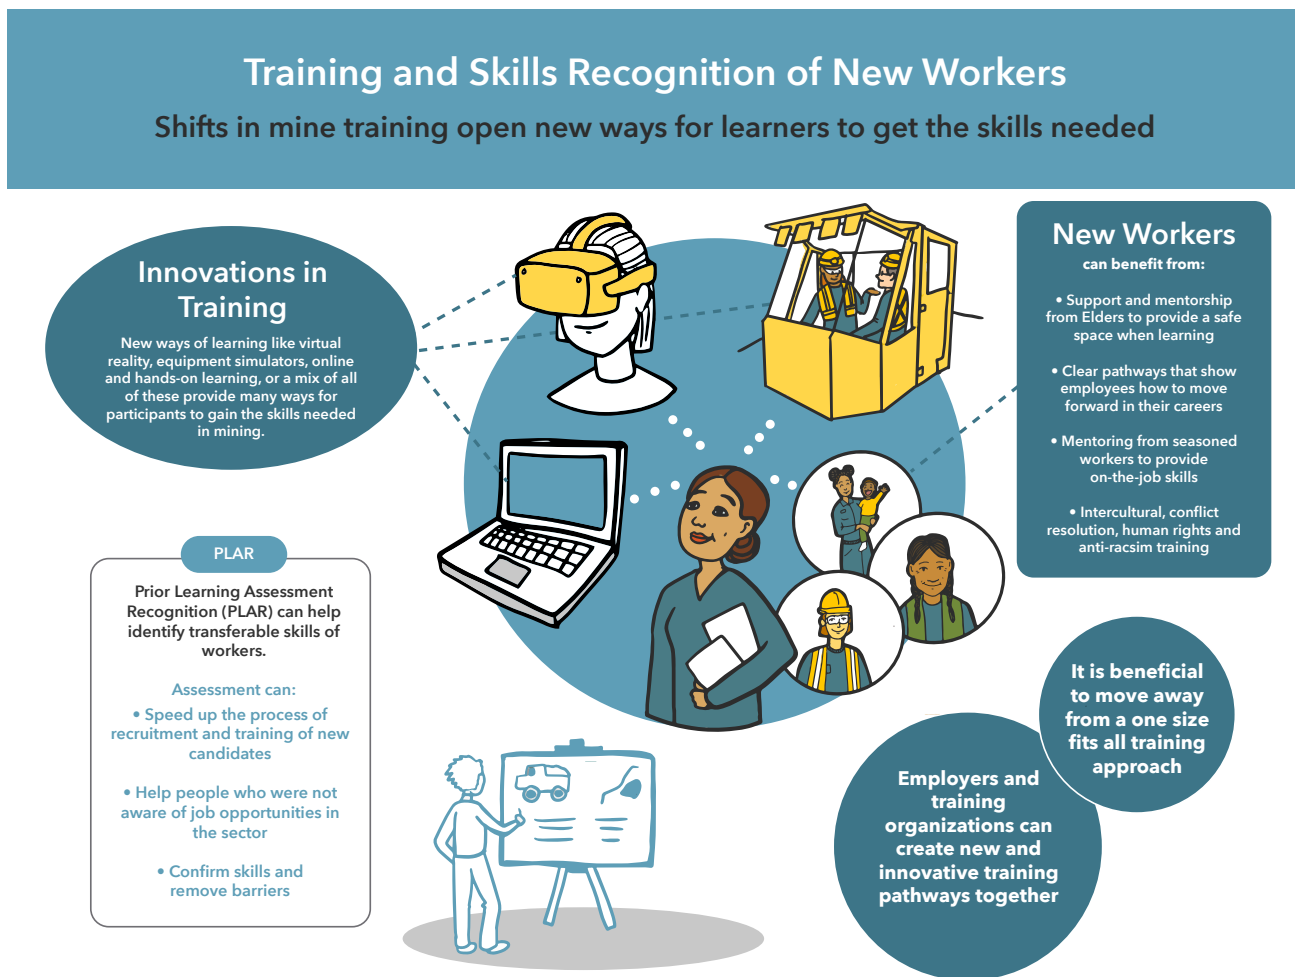 Training and Skills Recognition of New Workers
Shifts in mine training open new ways for learners to get the skills needed
Innovations in
Training
New ways of learning like virtual
reality, equipment simulators, online
and hands-on learning, or a mix of all
of these provide many ways for
participants to gain the skills needed
in mining.
New Workers
can benefit from:
• Support and mentorship
from Elders to provide a safe
space when learning
• Clear pathways that show
employees how to move
forward in their careers
• Mentoring from seasoned
workers to provide
on-the-job skills
• Intercultural, conflict
resolution, human rights and
anti-racsim training
PLAR
Prior Learning Assessment
Recognition (PLAR) can help
identify transferable skills of
workers.
Assessment can:
• Speed up the process of
recruitment and training of new
candidates
• Help people who were not
aware of job opportunities in
the sector
• Confirm skills and
remove barriers
It is beneficial
to move away
from a one size
fits all training
approach
Employers and
training
organizations can
create new and
innovative training
pathways together